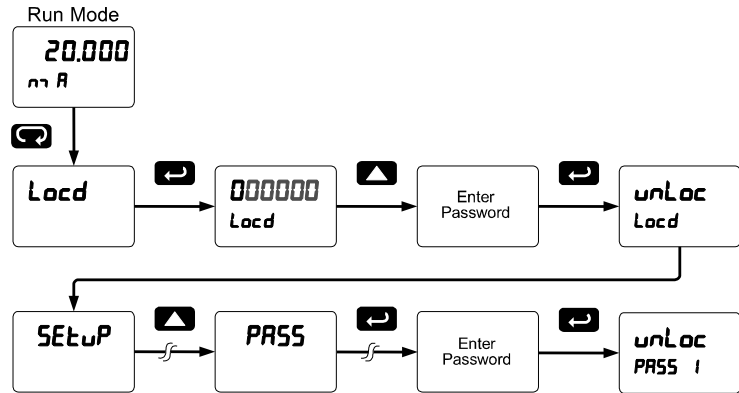 Run Mode
20.000
mA
Locd
000000
Locd
Enter
Password
unLoc
Locd
SEtuP
PASS
Enter
Password
unLoc
PASS 1